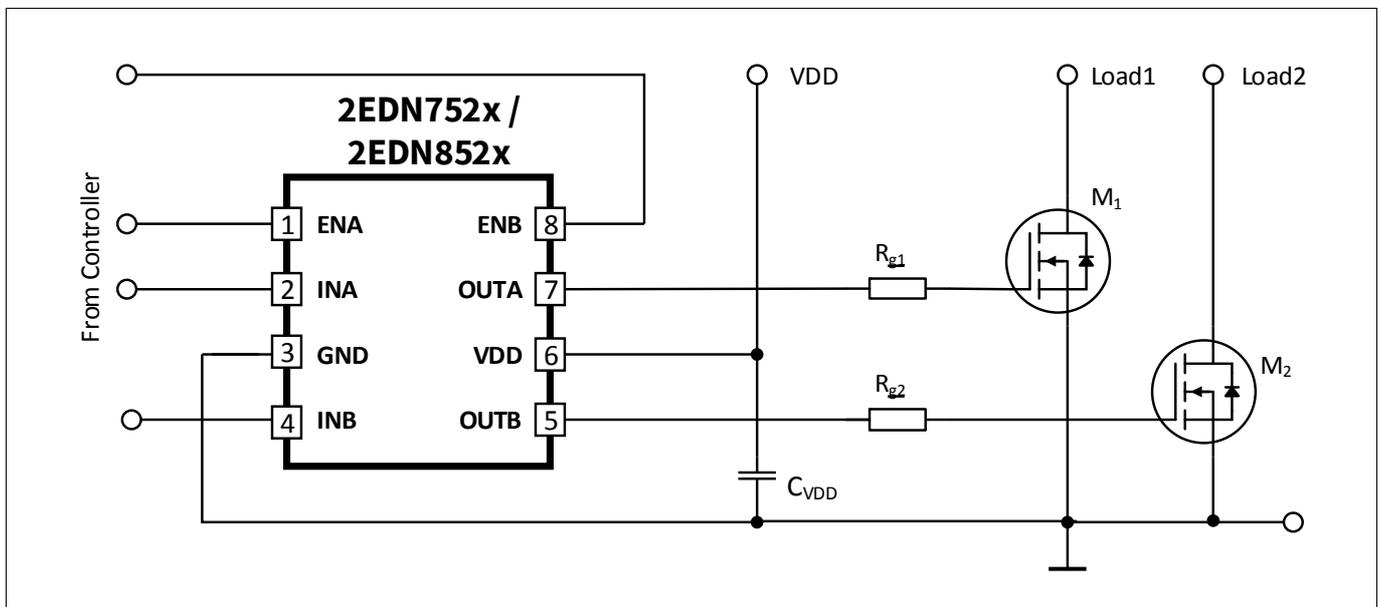 VDD
Load1
Load2
2EDN752x /
2EDN852x
From Controller
M1
1
ENA
ENB
8
Rg1
2
INA
OUTA
7
3
GND
VDD
6
M2
Rg2
4
INB
OUTB
5
CVDD